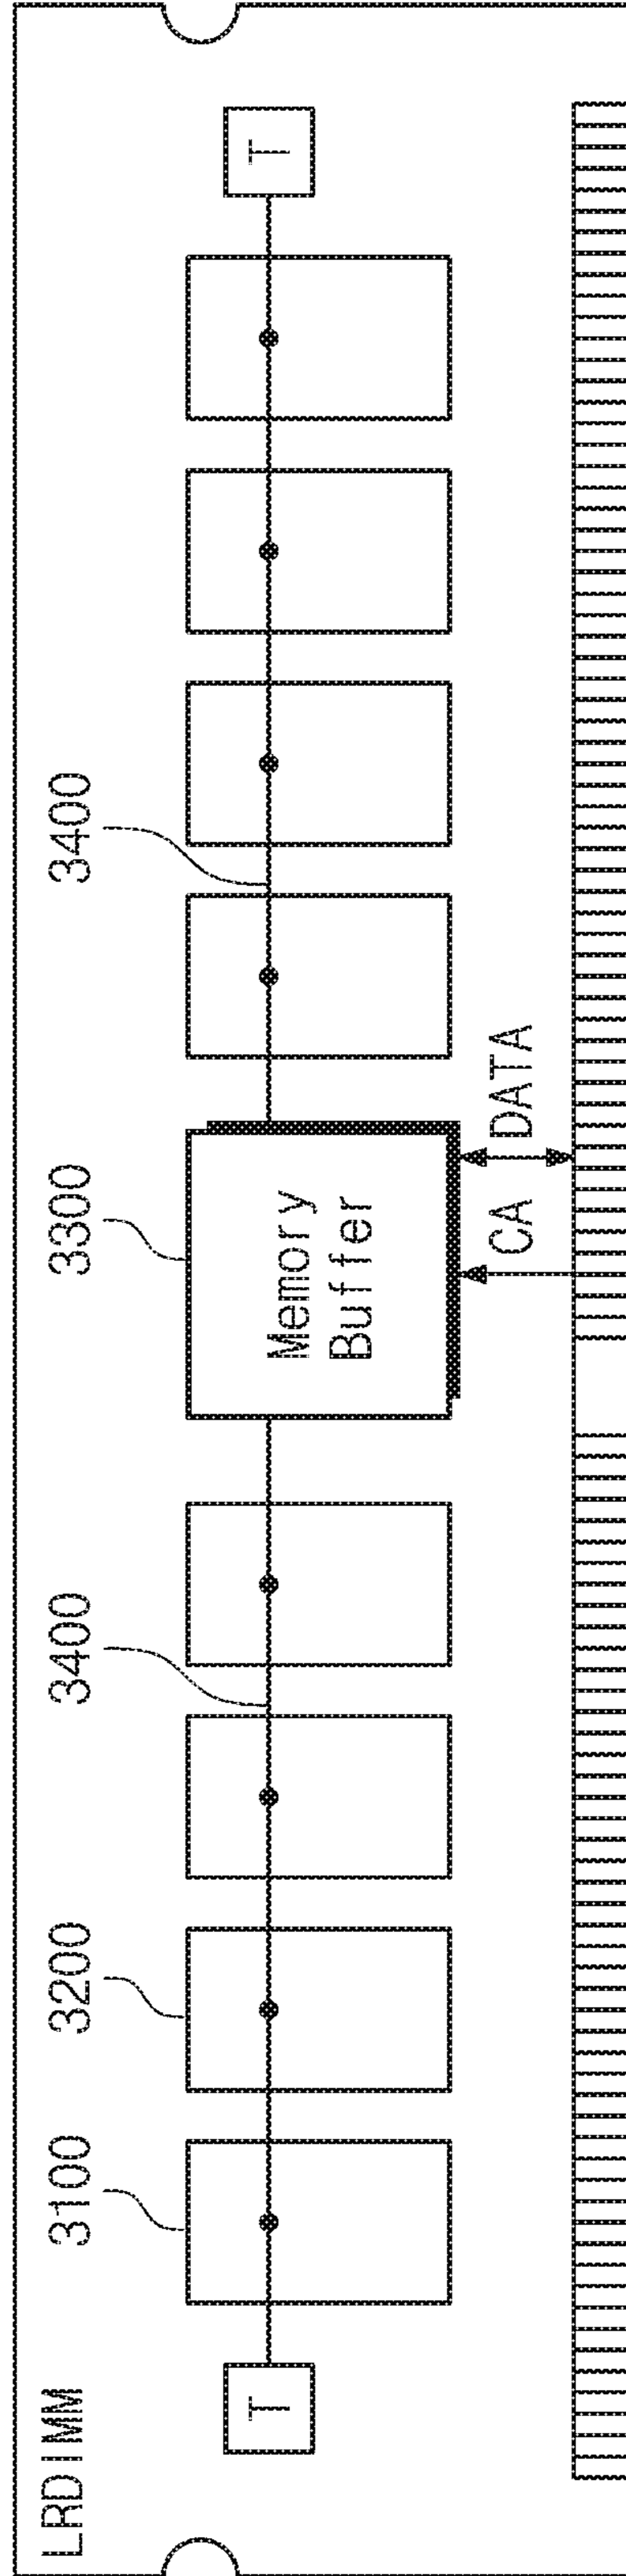 LRDIMM
3100
3200
3400
3300
3400
T
Memory
Buffer
T
CA
DATA